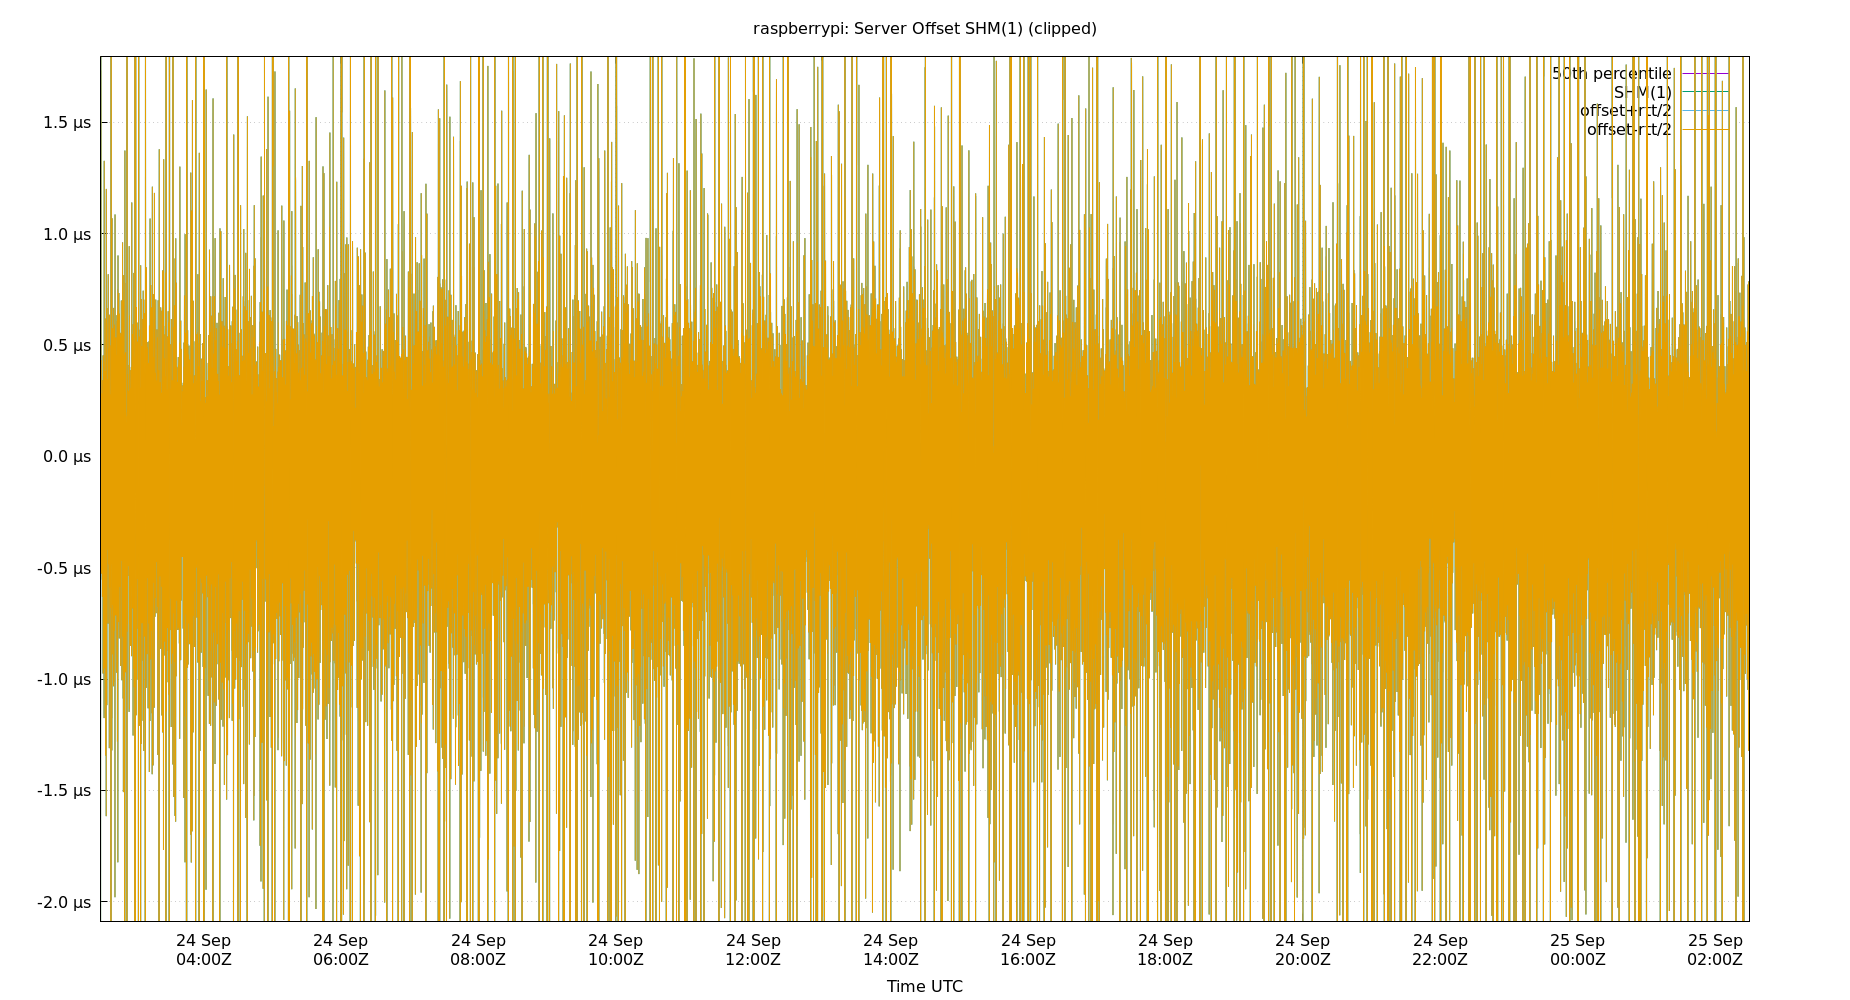 raspberrypi: Server Offset SHM(1) (clipped)
50th percentile
SHM(1)
offset+rtt/2
offset-rtt/2
1.5 µs
1.0 µs
0.5 µs
0.0 µs
-0.5 µs
-1.0 µs
-1.5 µs
-2.0 µs
24 Sep 24 Sep 24 Sep 24 Sep 24 Sep 24 Sep 24 Sep 24 Sep 24 Sep 24 Sep 25 Sep 25 Sep
04:00Z 06:00Z 08:00Z 10:00Z 12:00Z 14:00Z 16:00Z 18:00Z 20:00Z 22:00Z 00:00Z 02:00Z
Time UTC